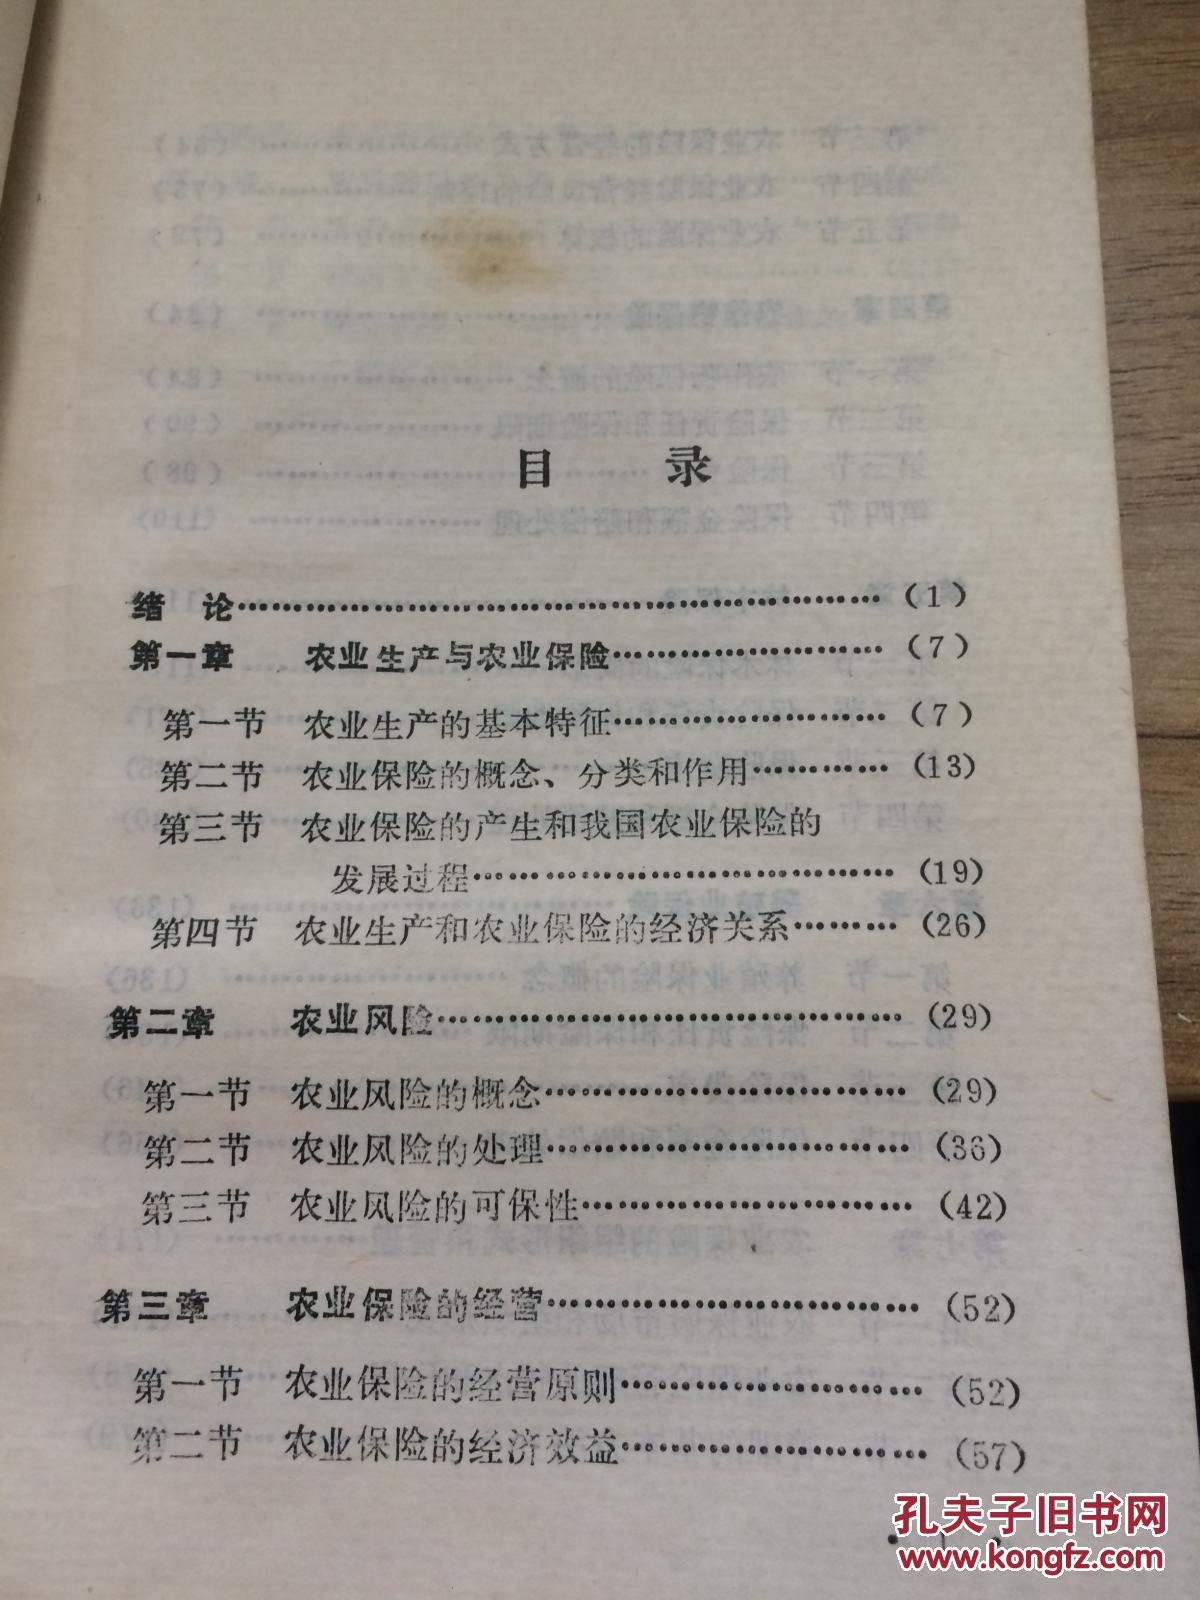 目 录
绪 论……………………………………………………(1)
第一章 农业生产与农业保险……………………(7)
第一节 农业生产的基本特征……………………(7)
第二节 农业保险的概念、分类和作用…………(13)
第三节 农业保险的产生和我国农业保险的
发展过程…………………………………(19)
第四节 农业生产和农业保险的经济关系………(26)
第二章 农业风险……………………………………(29)
第一节 农业风险的概念……………………………(29)
第二节 农业风险的处理……………………………(36)
第三节 农业风险的可保性…………………………(42)
第三章 农业保险的经营……………………………(52)
第一节 农业保险的经营原则………………………(52)
第二节 农业保险的经济效益………………………(57)
• 1 •
孔夫子旧书网
www.kongfz.com